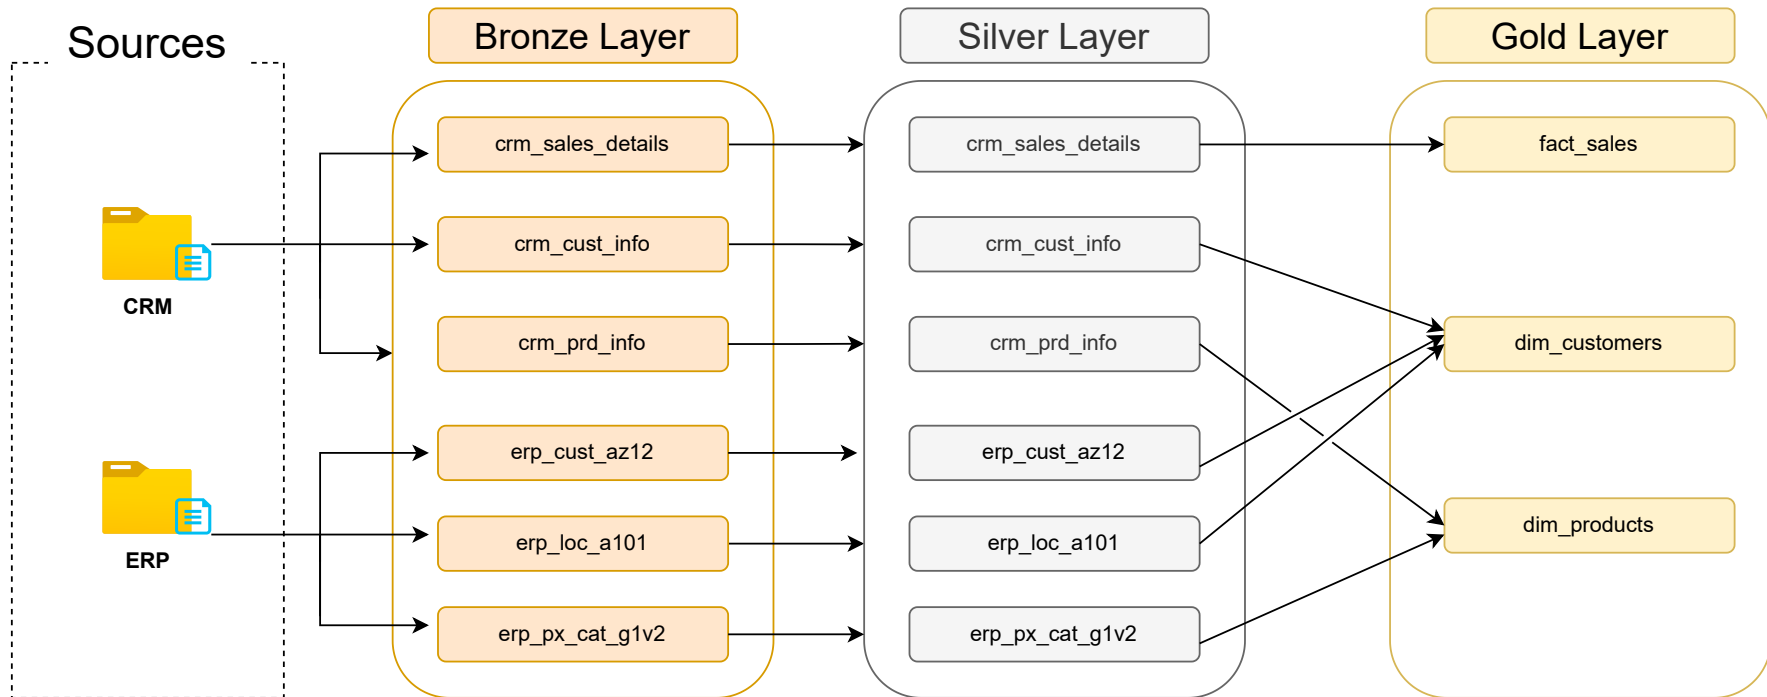 Sources
Bronze Layer
Silver Layer
Gold Layer
crm_sales_details
crm_sales_details
fact_sales
crm_cust_info
crm_cust_info
CRM
crm_prd_info
crm_prd_info
dim_customers
erp_cust_az12
erp_cust_az12
ERP
erp_loc_a101
erp_loc_a101
dim_products
erp_px_cat_g1v2
erp_px_cat_g1v2